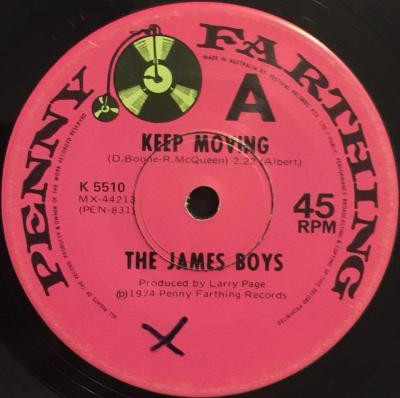 PENNY FARTHING
MADE IN AUSTRALIA BY FESTIVAL RECORDS PTY. LTD.
A
KEEP MOVING
(D.Boone-R.McQueen) 2.22 (Albert)
K 5510
MX-44213
(PEN-831)
45
RPM
THE JAMES BOYS
Produced by Larry Page
(p)1974 Penny Farthing Records
X